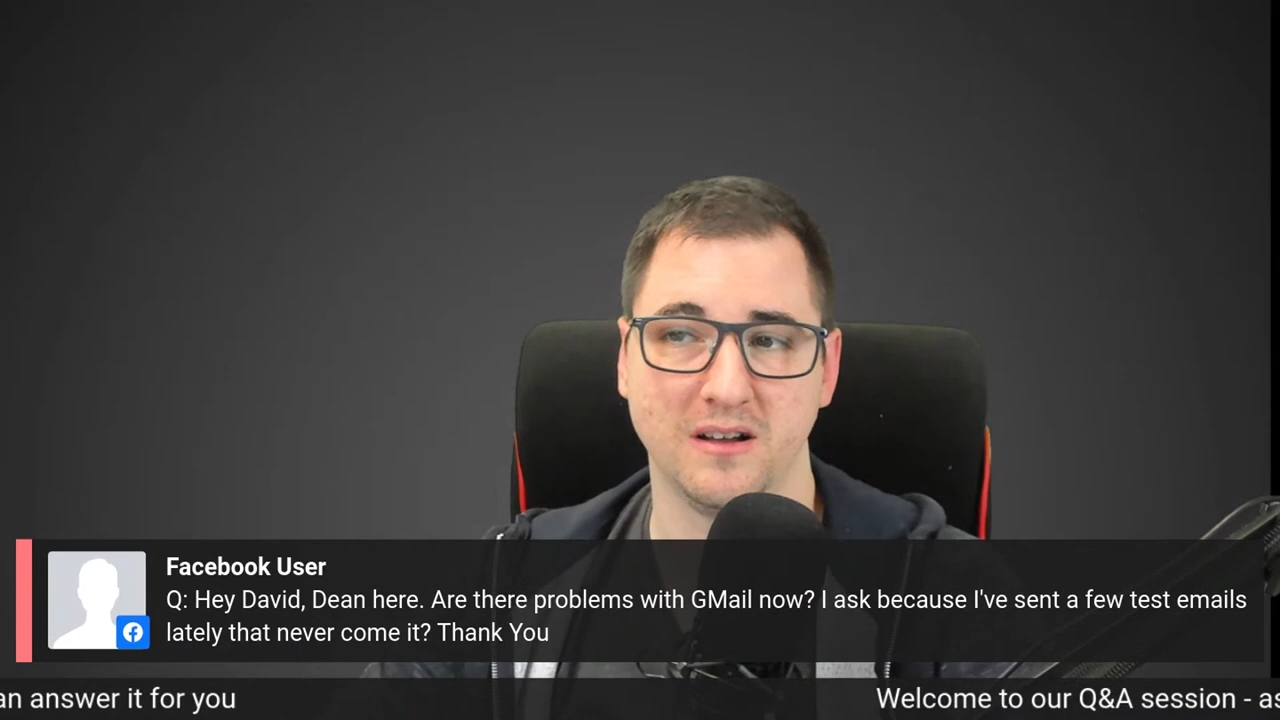 Facebook User
Q: Hey David, Dean here. Are there problems with GMail now? I ask because I've sent a few test emails
lately that never come it? Thank You
an answer it for you
Welcome to our Q&A session - as